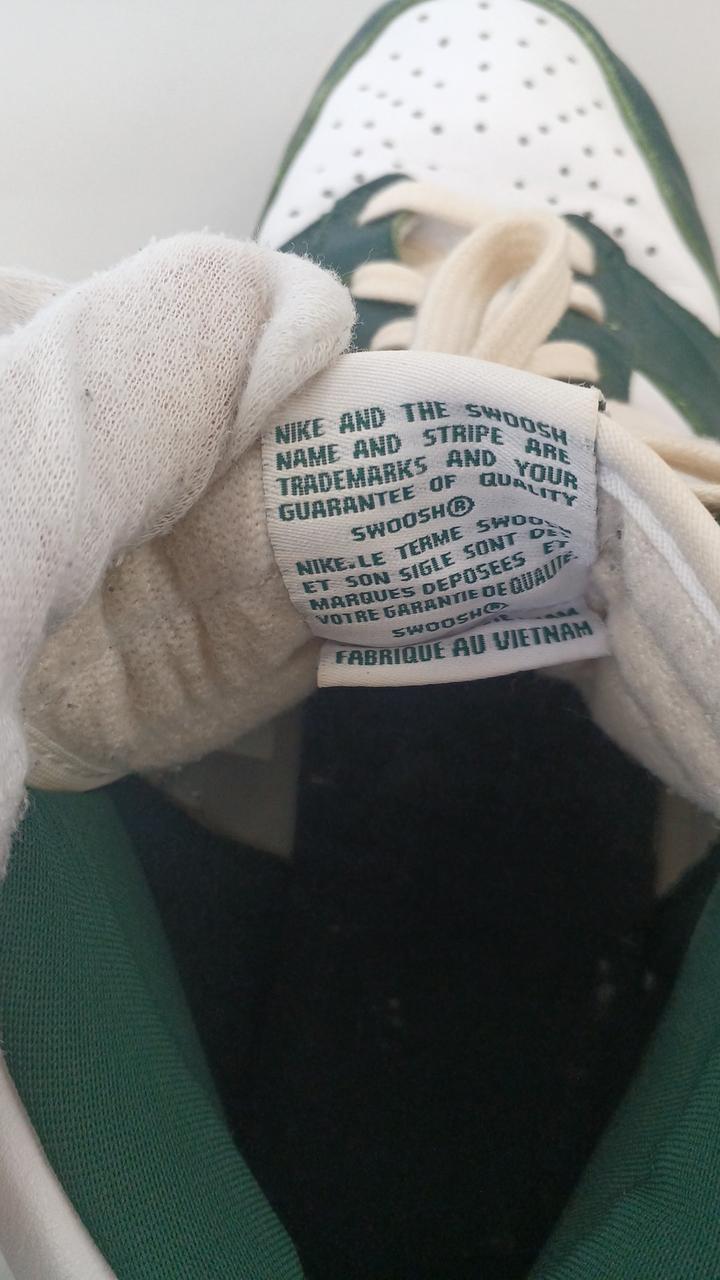 NIKE AND THE SWOOSH
NAME AND STRIPE ARE
TRADEMARKS AND YOUR
GUARANTEE OF QUALITY
SWOOSH®
NIKE.LE TERME SWOOSH
ET SON SIGLE SONT DES
MARQUES DEPOSEES ET
VOTRE GARANTIE DE QUALITE.
SWOOSH®
FABRIQUE AU VIETNAM